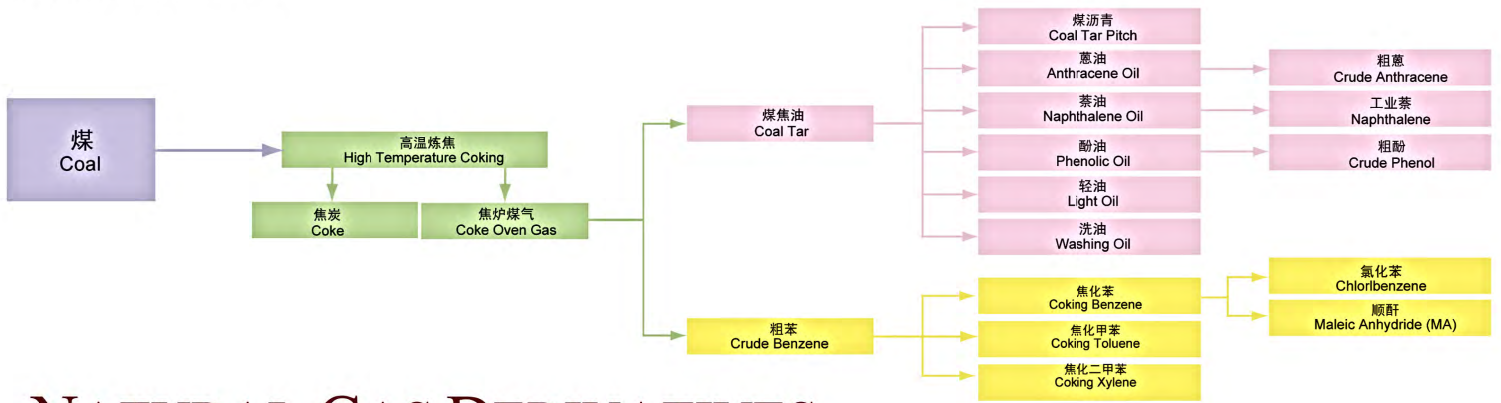 煤
Coal
高温炼焦
High Temperature Coking
焦炭
Coke
焦炉煤气
Coke Oven Gas
煤焦油
Coal Tar
粗苯
Crude Benzene
煤沥青
Coal Tar Pitch
蒽油
Anthracene Oil
萘油
Naphthalene Oil
酚油
Phenolic Oil
轻油
Light Oil
洗油
Washing Oil
粗蒽
Crude Anthracene
工业萘
Naphthalene
粗酚
Crude Phenol
焦化苯
Coking Benzene
焦化甲苯
Coking Toluene
焦化二甲苯
Coking Xylene
氯化苯
Chlorlbenzene
顺酐
Maleic Anhydride (MA)
NATURAL GAS DERIVATIVES